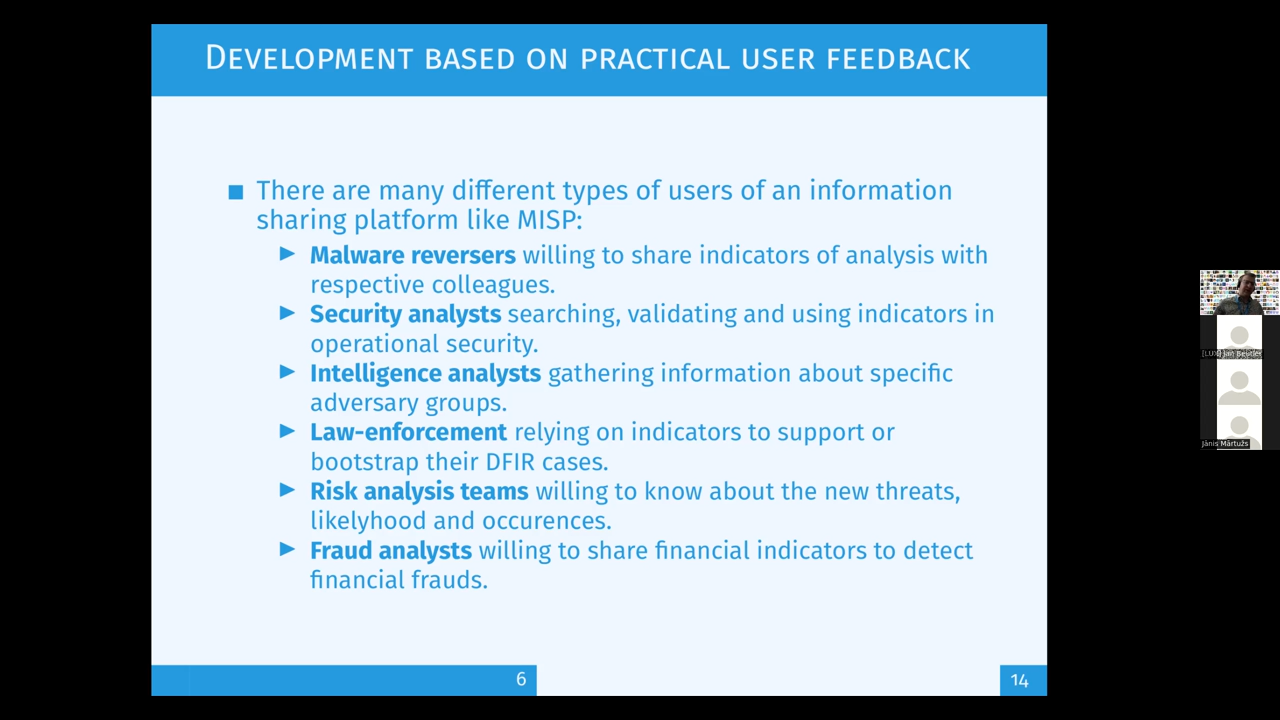 Development based on practical user feedback
There are many different types of users of an information
sharing platform like MISP:
Malware reversers willing to share indicators of analysis with
respective colleagues.
Security analysts searching, validating and using indicators in
operational security.
Intelligence analysts gathering information about specific
adversary groups.
Law-enforcement relying on indicators to support or
bootstrap their DFIR cases.
Risk analysis teams willing to know about the new threats,
likelyhood and occurences.
Fraud analysts willing to share financial indicators to detect
financial frauds.
6
14
Jānis Mārtužs